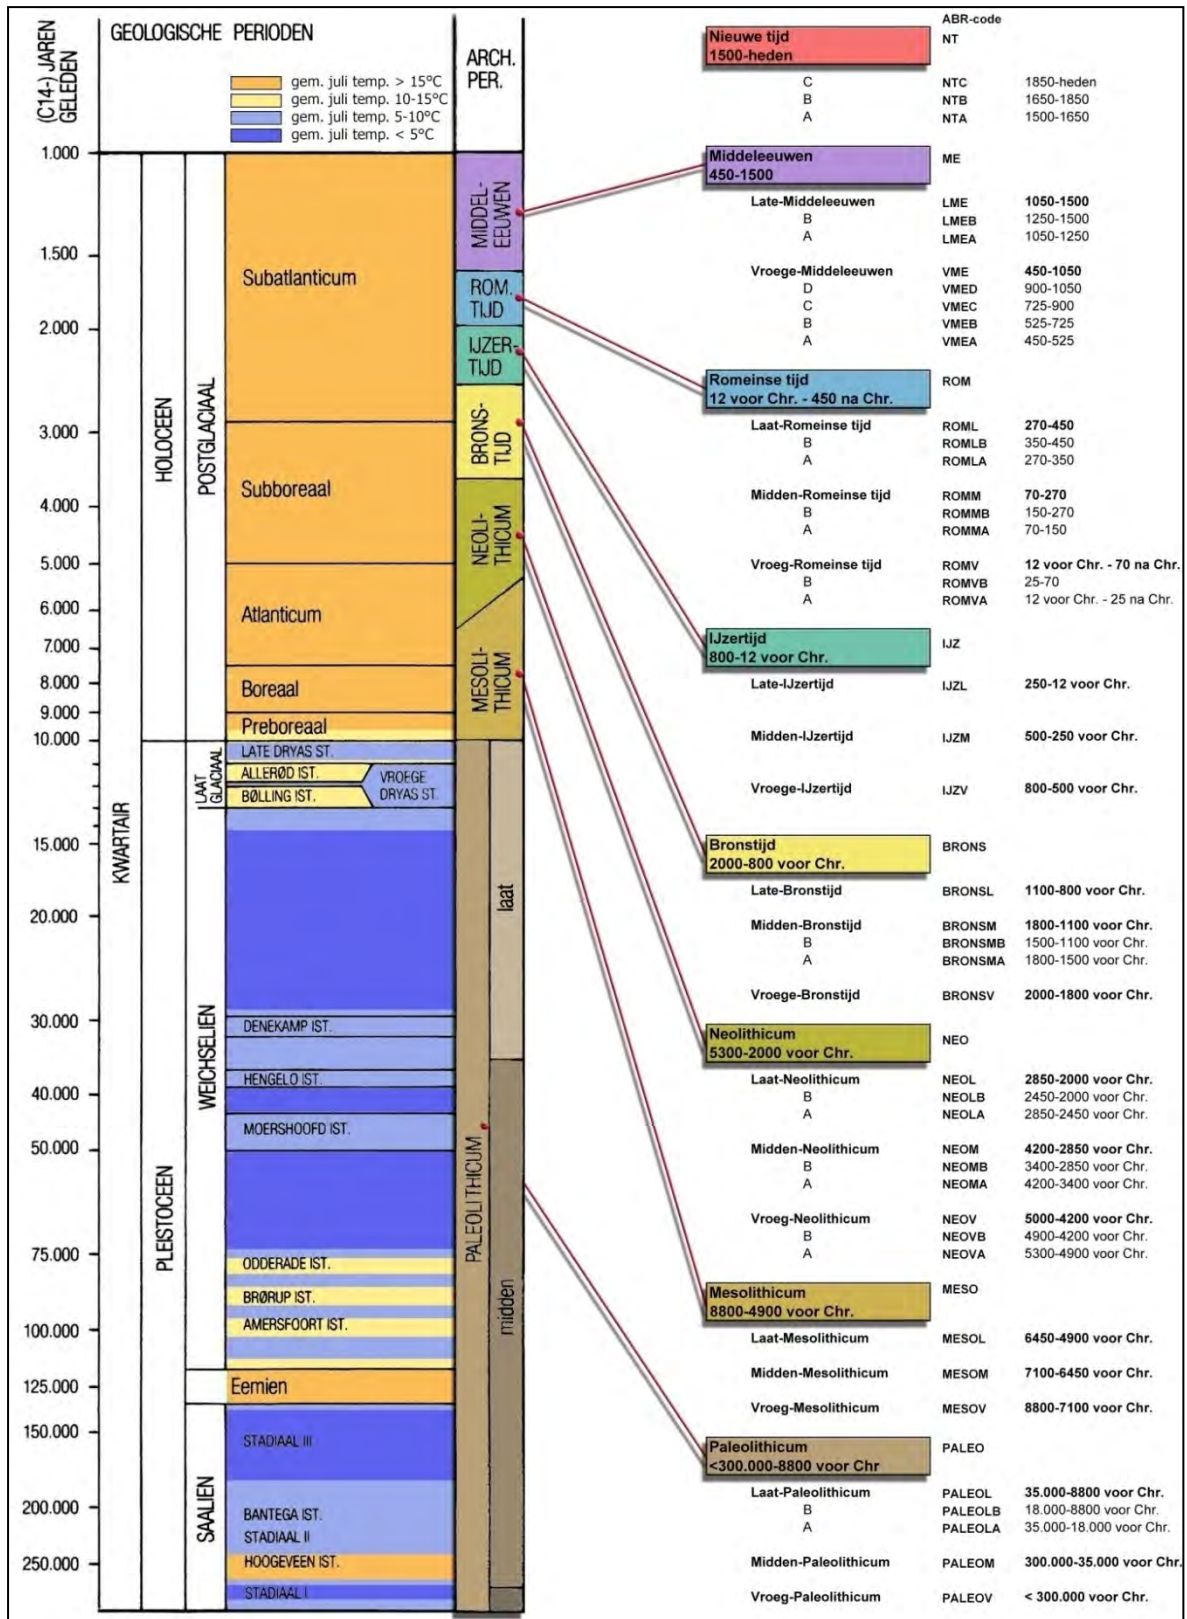 (C14-) JAREN
GELEDEN
GEOLOGISCHE PERIODEN
gem. juli temp. > 15°C
gem. juli temp. 10-15°C
gem. juli temp. 5-10°C
gem. juli temp. < 5°C
ARCH.
PER.
1.000
1.500
2.000
3.000
4.000
5.000
6.000
7.000
8.000
9.000
10.000
15.000
20.000
30.000
40.000
50.000
75.000
100.000
125.000
150.000
200.000
250.000
KWARTAIR
HOLOCEEN
PLEISTOCEEN
POSTGLACIAAL
LAAT
GLACIAAL
WEICHSELIEN
SAALIEN
Subatlanticum
Subboreaal
Atlanticum
Boreaal
Preboreaal
LATE DRYAS ST.
ALLERØD IST.
VROEGE
DRYAS ST.
BØLLING IST.
DENEKAMP IST.
HENGELO IST.
MOERSHOOFD IST.
ODDERADE IST.
BRØRUP IST.
AMERSFOORT IST.
Eemien
STADIAAL III
BANTEGA IST.
STADIAAL II
HOOGEVEEN IST.
STADIAAL I
MIDDEL-
EEUWEN
ROM.
TIJD
IJZER-
TIJD
BRONS-
TIJD
NEOLI-
THICUM
MESOLI-
THICUM
PALEOLITHICUM
laat
midden
ABR-code
Nieuwe tijd NT
1500-heden
C NTC 1850-heden
B NTB 1650-1850
A NTA 1500-1650
Middeleeuwen ME
450-1500
Late-Middeleeuwen LME 1050-1500
B LMEB 1250-1500
A LMEA 1050-1250
Vroege-Middeleeuwen VME 450-1050
D VMED 900-1050
C VMEC 725-900
B VMEB 525-725
A VMEA 450-525
Romeinse tijd ROM
12 voor Chr. - 450 na Chr.
Laat-Romeinse tijd ROML 270-450
B ROMLB 350-450
A ROMLA 270-350
Midden-Romeinse tijd ROMM 70-270
B ROMMB 150-270
A ROMMA 70-150
Vroeg-Romeinse tijd ROMV 12 voor Chr. - 70 na Chr.
B ROMVB 25-70
A ROMVA 12 voor Chr. - 25 na Chr.
IJzertijd IJZ
800-12 voor Chr.
Late-IJzertijd IJZL 250-12 voor Chr.
Midden-IJzertijd IJZM 500-250 voor Chr.
Vroege-IJzertijd IJZV 800-500 voor Chr.
Bronstijd BRONS
2000-800 voor Chr.
Late-Bronstijd BRONSL 1100-800 voor Chr.
Midden-Bronstijd BRONSM 1800-1100 voor Chr.
B BRONSMB 1500-1100 voor Chr.
A BRONSMA 1800-1500 voor Chr.
Vroege-Bronstijd BRONSV 2000-1800 voor Chr.
Neolithicum NEO
5300-2000 voor Chr.
Laat-Neolithicum NEOL 2850-2000 voor Chr.
B NEOLB 2450-2000 voor Chr.
A NEOLA 2850-2450 voor Chr.
Midden-Neolithicum NEOM 4200-2850 voor Chr.
B NEOMB 3400-2850 voor Chr.
A NEOMA 4200-3400 voor Chr.
Vroeg-Neolithicum NEOV 5000-4200 voor Chr.
B NEOVB 4900-4200 voor Chr.
A NEOVA 5300-4900 voor Chr.
Mesolithicum MESO
8800-4900 voor Chr.
Laat-Mesolithicum MESOL 6450-4900 voor Chr.
Midden-Mesolithicum MESOM 7100-6450 voor Chr.
Vroeg-Mesolithicum MESOV 8800-7100 voor Chr.
Paleolithicum PALEO
<300.000-8800 voor Chr
Laat-Paleolithicum PALEOL 35.000-8800 voor Chr.
B PALEOLB 18.000-8800 voor Chr.
A PALEOLA 35.000-18.000 voor Chr.
Midden-Paleolithicum PALEOM 300.000-35.000 voor Chr.
Vroeg-Paleolithicum PALEOV < 300.000 voor Chr.